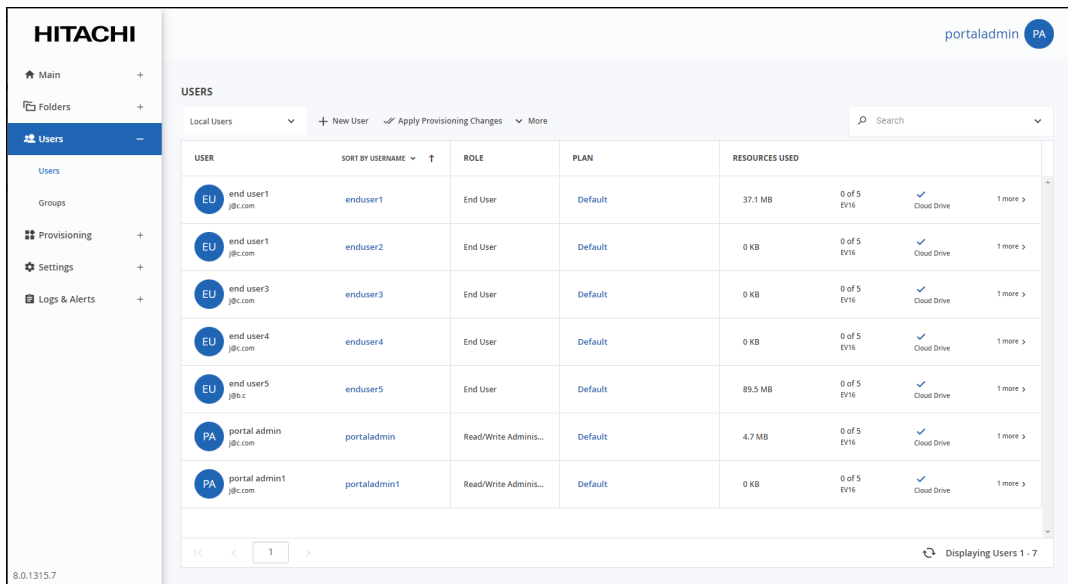 HITACHI
portaladmin PA
Main +
Folders +
Users −
Users
Groups
Provisioning +
Settings +
Logs & Alerts +
8.0.1315.7
USERS
Local Users + New User Apply Provisioning Changes More Search
USER SORT BY USERNAME ↑ ROLE PLAN RESOURCES USED
EU end user1 enduser1 End User Default 37.1 MB 0 of 5 1 more >
j@c.com EV16 Cloud Drive
EU end user1 enduser2 End User Default 0 KB 0 of 5 1 more >
j@c.com EV16 Cloud Drive
EU end user3 enduser3 End User Default 0 KB 0 of 5 1 more >
j@c.com EV16 Cloud Drive
EU end user4 enduser4 End User Default 0 KB 0 of 5 1 more >
j@c.com EV16 Cloud Drive
EU end user5 enduser5 End User Default 89.5 MB 0 of 5 1 more >
j@b.c EV16 Cloud Drive
PA portal admin portaladmin Read/Write Adminis... Default 4.7 MB 0 of 5 1 more >
j@c.com EV16 Cloud Drive
PA portal admin1 portaladmin1 Read/Write Adminis... Default 0 KB 0 of 5 1 more >
j@c.com EV16 Cloud Drive
1 Displaying Users 1 - 7